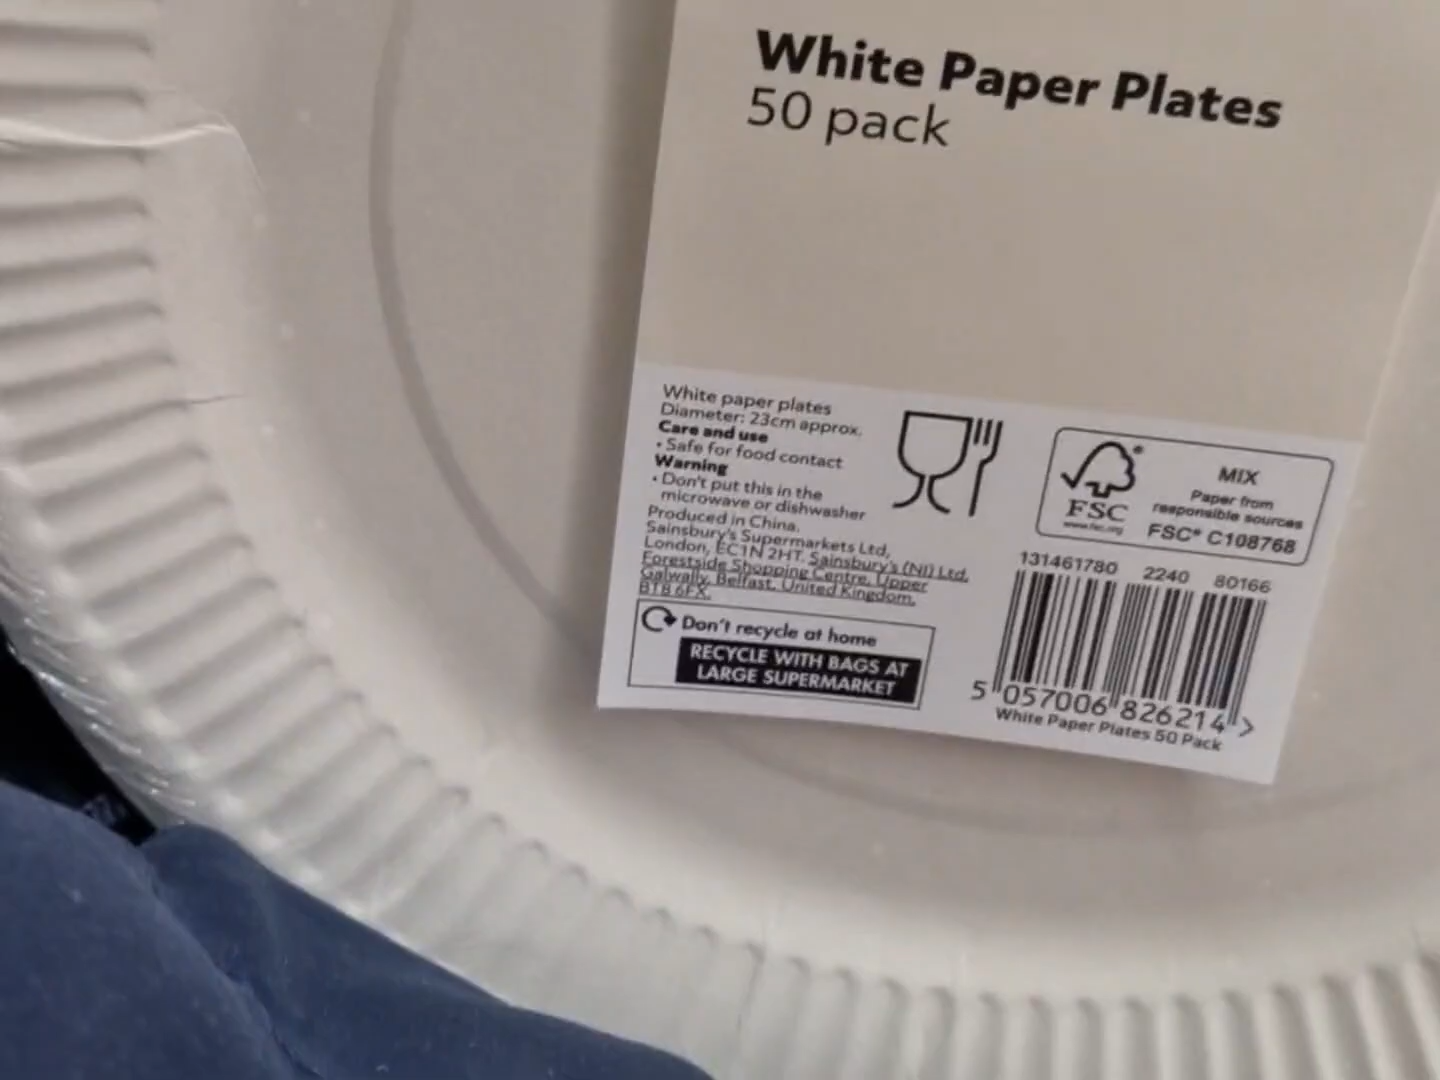 White Paper Plates
50 pack
White paper plates
Diameter: 23cm approx.
Care and use
• Safe for food contact
Warning
• Don't put this in the
microwave or dishwasher
Produced in China.
Sainsbury's Supermarkets Ltd,
London, EC1N 2HT. Sainsbury's (NI) Ltd,
Forestside Shopping Centre, Upper
Galwally, Belfast, United Kingdom,
BT8 6FX.
Don't recycle at home
RECYCLE WITH BAGS AT
LARGE SUPERMARKET
FSC
www.fsc.org
MIX
Paper from
responsible sources
FSC® C108768
131461780 2240 80166
5 057006 826214 >
White Paper Plates 50 Pack